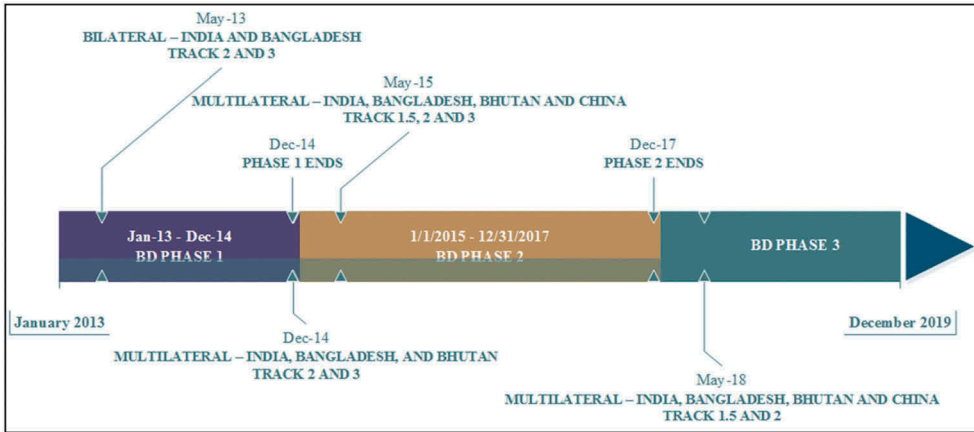 May-13
BILATERAL – INDIA AND BANGLADESH
TRACK 2 AND 3
May-15
MULTILATERAL – INDIA, BANGLADESH, BHUTAN AND CHINA
TRACK 1.5, 2 AND 3
Dec-14
PHASE 1 ENDS
Dec-17
PHASE 2 ENDS
Jan-13 - Dec-14
BD PHASE 1
1/1/2015 - 12/31/2017
BD PHASE 2
BD PHASE 3
January 2013
December 2019
Dec-14
MULTILATERAL – INDIA, BANGLADESH, AND BHUTAN
TRACK 2 AND 3
May-18
MULTILATERAL – INDIA, BANGLADESH, BHUTAN AND CHINA
TRACK 1.5 AND 2